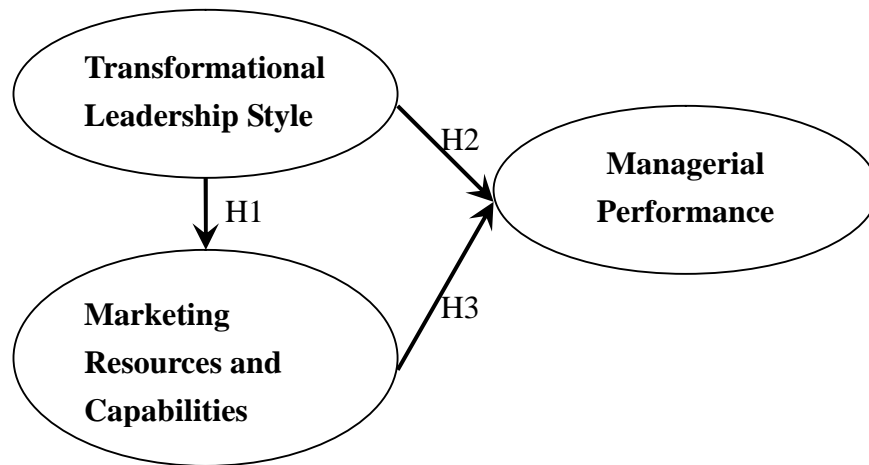 Transformational
Leadership Style
H2
Managerial
Performance
H1
Marketing
Resources and
Capabilities
H3